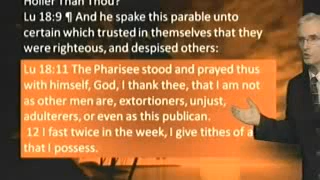 Holier Than Thou?
Lu 18:9 ¶ And he spake this parable unto
certain which trusted in themselves that they
were righteous, and despised others:
Lu 18:11 The Pharisee stood and prayed thus
with himself, God, I thank thee, that I am not
as other men are, extortioners, unjust,
adulterers, or even as this publican.
12 I fast twice in the week, I give tithes of a
that I possess.